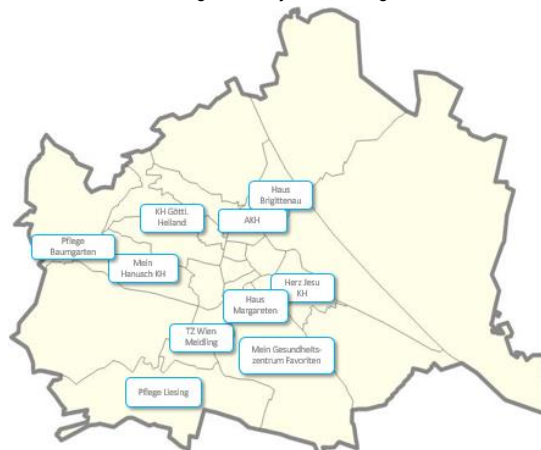 Haus
Brigittenau
KH Göttl.
Heiland
AKH
Pflege
Baumgarten
Mein
Hanusch KH
Herz Jesu
KH
Haus
Margareten
TZ Wien
Meidling
Mein Gesundheits-
zentrum Favoriten
Pflege Liesing